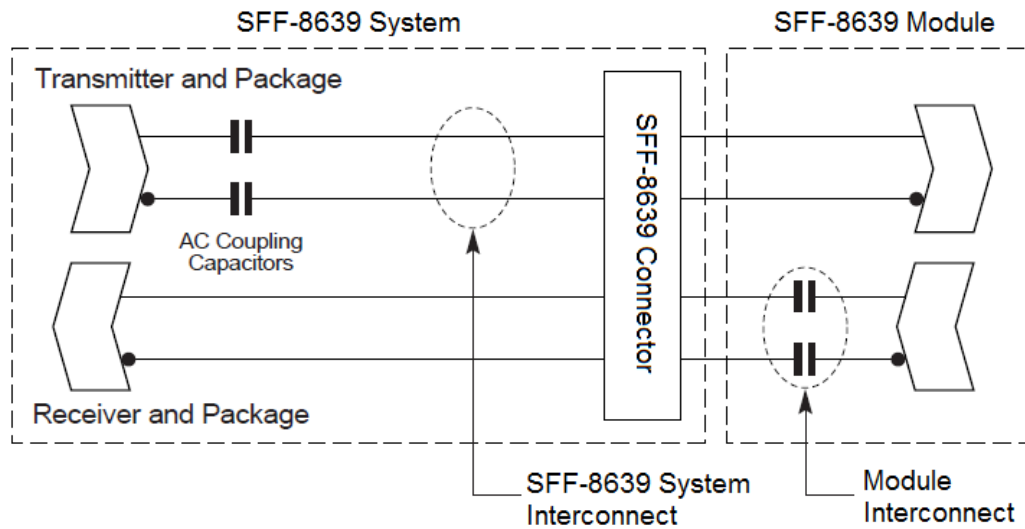 SFF-8639 System
SFF-8639 Module
Transmitter and Package
AC Coupling
Capacitors
SFF-8639 Connector
Receiver and Package
SFF-8639 System
Interconnect
Module
Interconnect